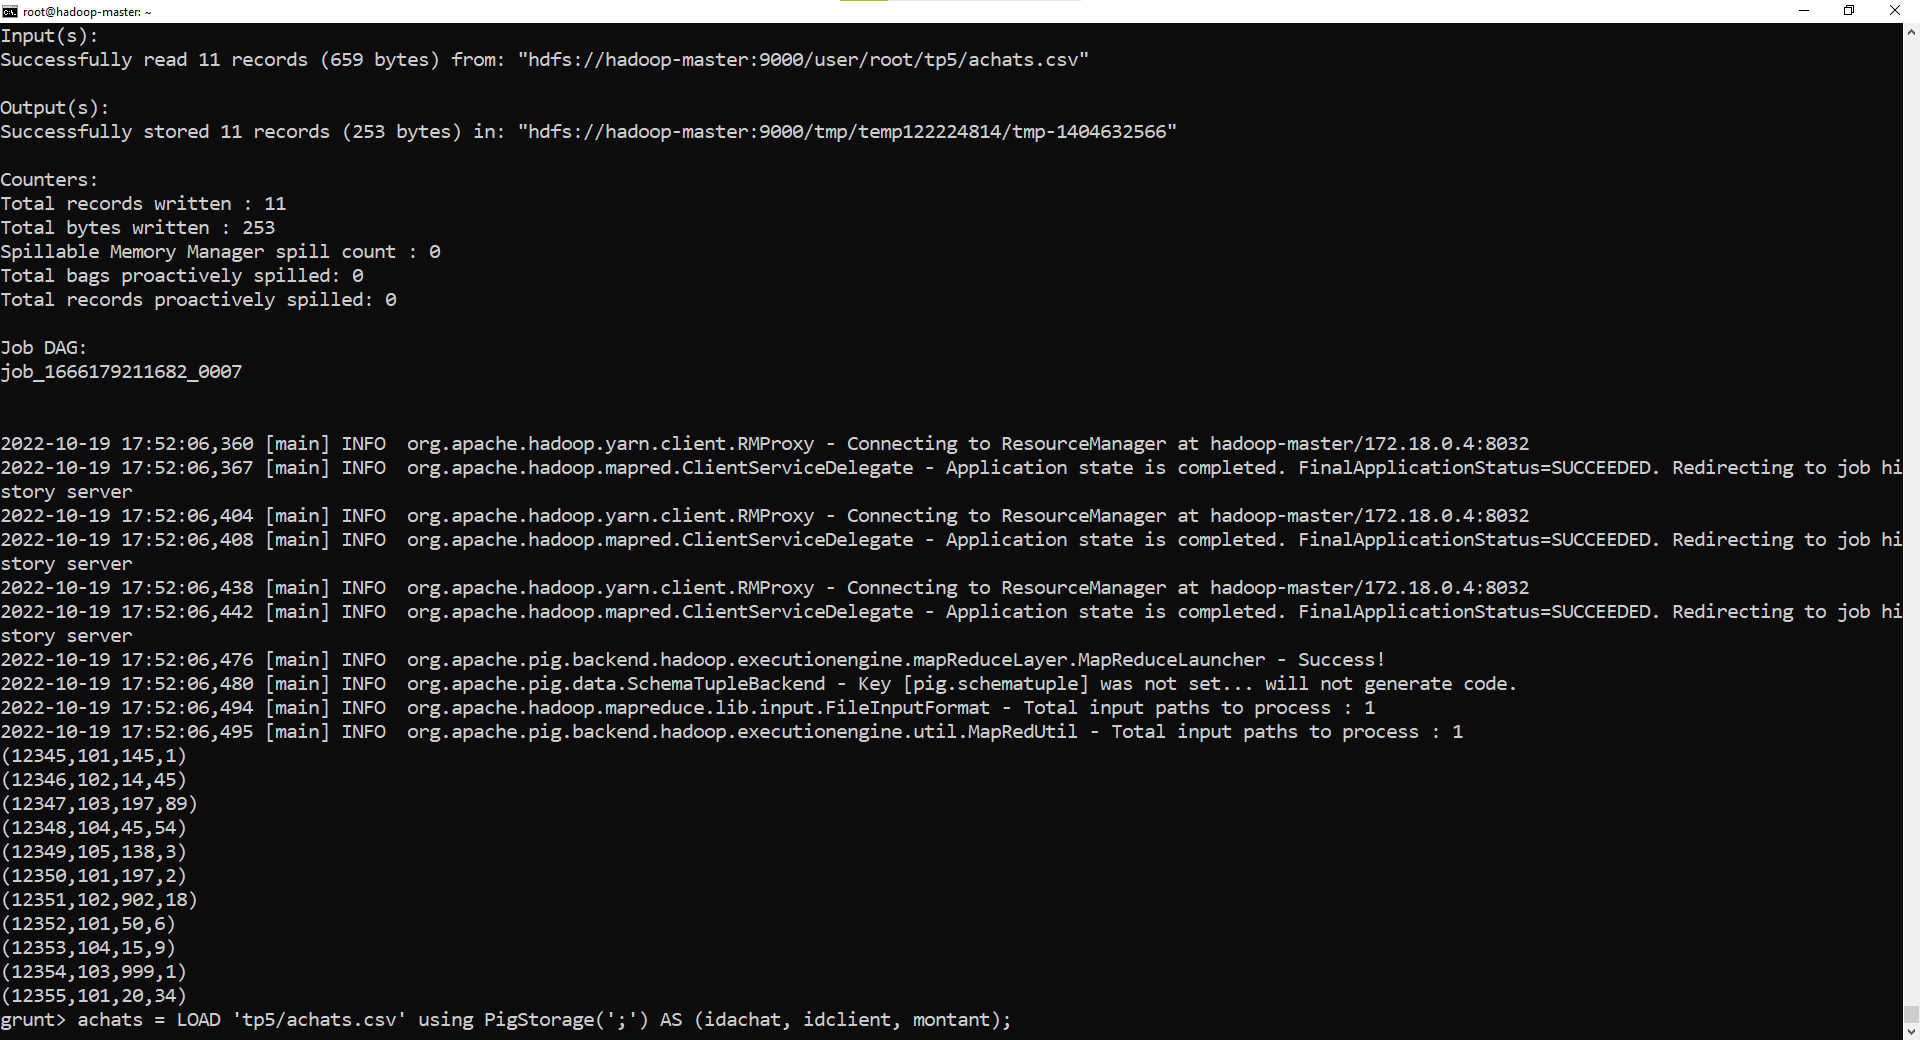 root@hadoop-master: ~
Input(s):
Successfully read 11 records (659 bytes) from: "hdfs://hadoop-master:9000/user/root/tp5/achats.csv"
Output(s):
Successfully stored 11 records (253 bytes) in: "hdfs://hadoop-master:9000/tmp/temp122224814/tmp-1404632566"
Counters:
Total records written : 11
Total bytes written : 253
Spillable Memory Manager spill count : 0
Total bags proactively spilled: 0
Total records proactively spilled: 0
Job DAG:
job_1666179211682_0007
2022-10-19 17:52:06,360 [main] INFO  org.apache.hadoop.yarn.client.RMProxy - Connecting to ResourceManager at hadoop-master/172.18.0.4:8032
2022-10-19 17:52:06,367 [main] INFO  org.apache.hadoop.mapred.ClientServiceDelegate - Application state is completed. FinalApplicationStatus=SUCCEEDED. Redirecting to job hi
story server
2022-10-19 17:52:06,404 [main] INFO  org.apache.hadoop.yarn.client.RMProxy - Connecting to ResourceManager at hadoop-master/172.18.0.4:8032
2022-10-19 17:52:06,408 [main] INFO  org.apache.hadoop.mapred.ClientServiceDelegate - Application state is completed. FinalApplicationStatus=SUCCEEDED. Redirecting to job hi
story server
2022-10-19 17:52:06,438 [main] INFO  org.apache.hadoop.yarn.client.RMProxy - Connecting to ResourceManager at hadoop-master/172.18.0.4:8032
2022-10-19 17:52:06,442 [main] INFO  org.apache.hadoop.mapred.ClientServiceDelegate - Application state is completed. FinalApplicationStatus=SUCCEEDED. Redirecting to job hi
story server
2022-10-19 17:52:06,476 [main] INFO  org.apache.pig.backend.hadoop.executionengine.mapReduceLayer.MapReduceLauncher - Success!
2022-10-19 17:52:06,480 [main] INFO  org.apache.pig.data.SchemaTupleBackend - Key [pig.schematuple] was not set... will not generate code.
2022-10-19 17:52:06,494 [main] INFO  org.apache.hadoop.mapreduce.lib.input.FileInputFormat - Total input paths to process : 1
2022-10-19 17:52:06,495 [main] INFO  org.apache.pig.backend.hadoop.executionengine.util.MapRedUtil - Total input paths to process : 1
(12345,101,145,1)
(12346,102,14,45)
(12347,103,197,89)
(12348,104,45,54)
(12349,105,138,3)
(12350,101,197,2)
(12351,102,902,18)
(12352,101,50,6)
(12353,104,15,9)
(12354,103,999,1)
(12355,101,20,34)
grunt> achats = LOAD 'tp5/achats.csv' using PigStorage(';') AS (idachat, idclient, montant);